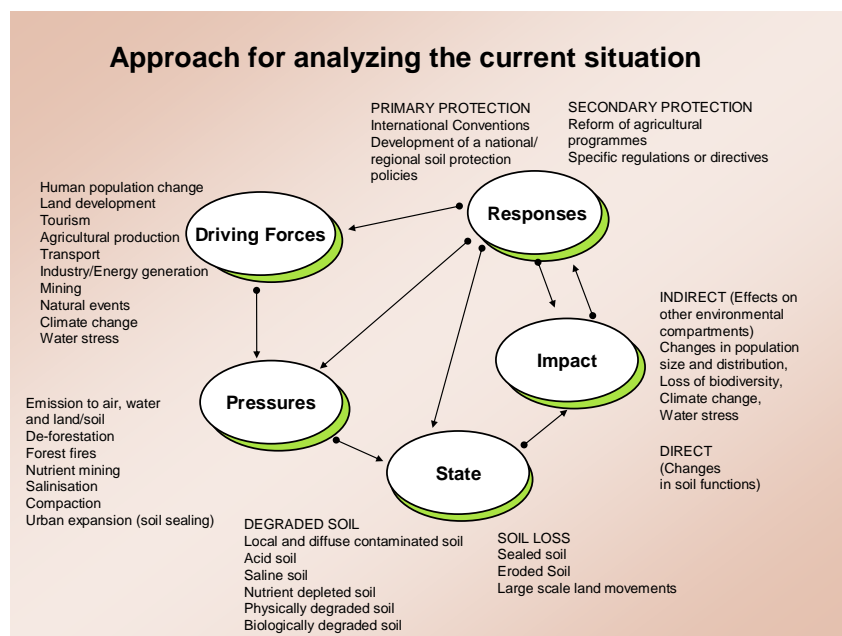 Approach for analyzing the current situation
PRIMARY PROTECTION
International Conventions
Development of a national/
regional soil protection
policies
SECONDARY PROTECTION
Reform of agricultural
programmes
Specific regulations or directives
Human population change
Land development
Tourism
Agricultural production
Transport
Industry/Energy generation
Mining
Natural events
Climate change
Water stress
Driving Forces
Responses
INDIRECT (Effects on
other environmental
compartments)
Changes in population
size and distribution,
Loss of biodiversity,
Climate change,
Water stress
DIRECT
(Changes
in soil functions)
Impact
Pressures
Emission to air, water
and land/soil
De-forestation
Forest fires
Nutrient mining
Salinisation
Compaction
Urban expansion (soil sealing)
State
DEGRADED SOIL
Local and diffuse contaminated soil
Acid soil
Saline soil
Nutrient depleted soil
Physically degraded soil
Biologically degraded soil
SOIL LOSS
Sealed soil
Eroded Soil
Large scale land movements